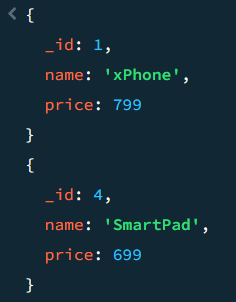 {
_id: 1,
name: 'xPhone',
price: 799
}
{
_id: 4,
name: 'SmartPad',
price: 699
}